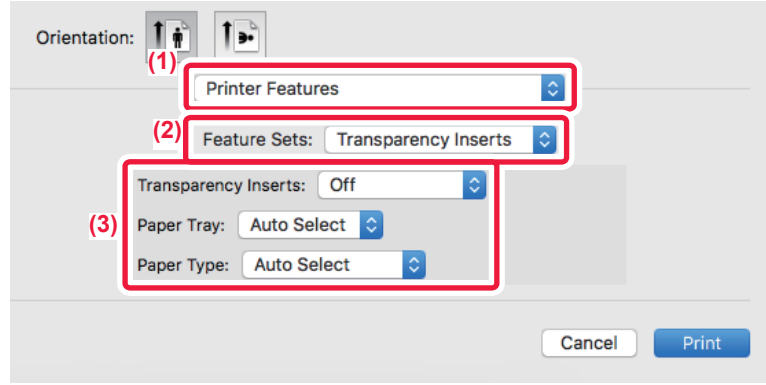 Orientation:
(1)
Printer Features
(2)
Feature Sets: Transparency Inserts
Transparency Inserts: Off
(3)
Paper Tray: Auto Select
Paper Type: Auto Select
Cancel Print